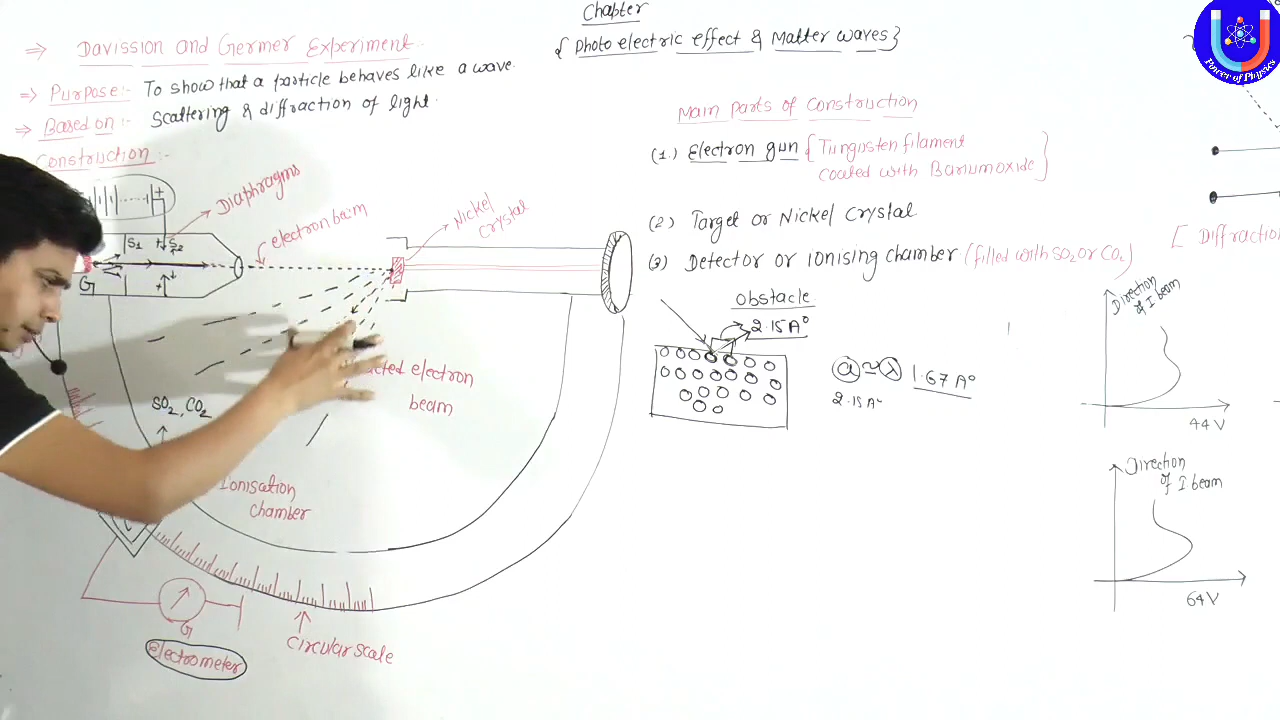 Chapter
{ Photo electric effect & Matter waves }
⇒ Davission and Germer Experiment
⇒ Purpose:- To show that a particle behaves like a wave.
⇒ Based on:- Scattering & diffraction of light.
Construction:-
Diaphragms
+
S1
S2
electron beam
Nickel
Crystal
G
SO2, CO2
electron
beam
Ionisation
chamber
G
Electrometer
Circular scale
Main parts of Construction
(1.) Electron gun { Tungsten filament
coated with Bariumoxide }
(2) Target or Nickel Crystal
(3) Detector or ionising chamber (filled with SO2 or CO2)
Obstacle
2.15 A°
a ≃ λ 1.67 A°
2.15 A°
Direction
of I beam
44 V
Direction
of I beam
64 V
Power of Physics